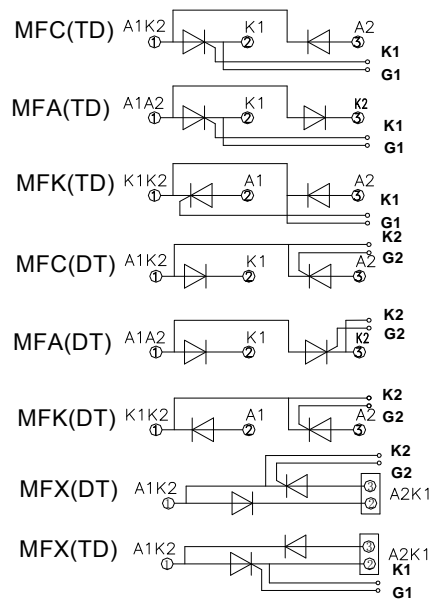 MFC(TD) A1K2 K1 A2
1 2 3
K1
G1
MFA(TD) A1A2 K1 K2
1 2 3
K1
G1
MFK(TD) K1K2 A1 A2
1 2 3
K1
G1
K2
MFC(DT) A1K2 K1 A2
G2
1 2 3
K2
G2
MFA(DT) A1A2 K1 K2
1 2 3
K2
G2
MFK(DT) K1K2 A1 A2
1 2 3
K2
G2
MFX(DT) A1K2 3 A2K1
1 2
MFX(TD) A1K2 3 A2K1
1 2
K1
G1